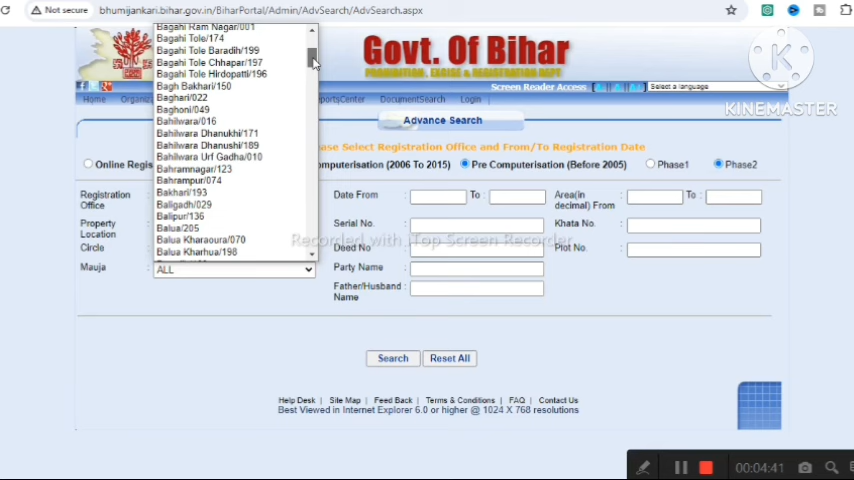 Not secure bhumijankari.bihar.gov.in/BiharPortal/Admin/AdvSearch/AdvSearch.aspx
Govt. Of Bihar
PROHIBITION, EXCISE & REGISTRATION DEPT
K
KINEMASTER
Screen Reader Access Select a language
Home eportsCenter DocumentSearch Login
Advance Search
ease Select Registration Office and From/To Registration Date
Online Regis omputerisation (2006 To 2015) Pre Computerisation (Before 2005) Phase1 Phase2
Bagahi Ram Nagar/001
Bagahi Tole/174
Bagahi Tole Baradih/199
Bagahi Tole Chhapar/197
Bagahi Tole Hirdopatti/196
Bagh Bakhari/150
Baghari/022
Baghoni/049
Bahilwara/016
Bahilwara Dhanukhi/171
Bahilwara Dhanushi/189
Bahilwara Urf Gadha/010
Bahramnagar/123
Bahrampur/074
Bakhari/193
Baligadh/029
Balipur/136
Balua/205
Balua Kharaoura/070
Balua Kharhua/198
Registration Office
Date From To
Area(in decimal) From To
Property Location
Serial No.
Khata No.
Circle
Deed No
Plot No.
Mauja ALL
Party Name
Father/Husband Name
Recorded with iTop Screen Recorder
Search Reset All
Help Desk | Site Map | Feed Back | Terms & Conditions | FAQ | Contact Us
Best Viewed in Internet Explorer 6.0 or higher @ 1024 X 768 resolutions
00:04:41